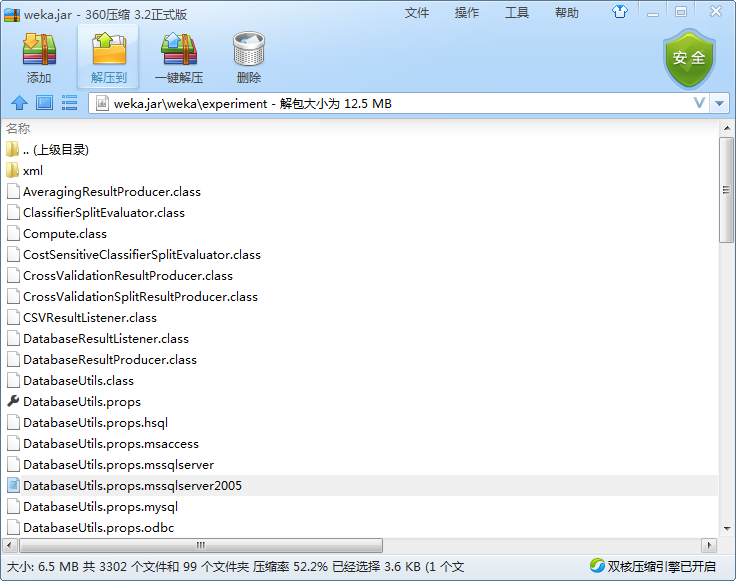 weka.jar - 360压缩 3.2正式版
文件 操作 工具 帮助
添加 解压到 一键解压 删除
安全
weka.jar\weka\experiment - 解包大小为 12.5 MB
名称
.. (上级目录)
xml
AveragingResultProducer.class
ClassifierSplitEvaluator.class
Compute.class
CostSensitiveClassifierSplitEvaluator.class
CrossValidationResultProducer.class
CrossValidationSplitResultProducer.class
CSVResultListener.class
DatabaseResultListener.class
DatabaseResultProducer.class
DatabaseUtils.class
DatabaseUtils.props
DatabaseUtils.props.hsql
DatabaseUtils.props.msaccess
DatabaseUtils.props.mssqlserver
DatabaseUtils.props.mssqlserver2005
DatabaseUtils.props.mysql
DatabaseUtils.props.odbc
大小: 6.5 MB 共 3302 个文件和 99 个文件夹 压缩率 52.2% 已经选择 3.6 KB (1 个文
双核压缩引擎已开启